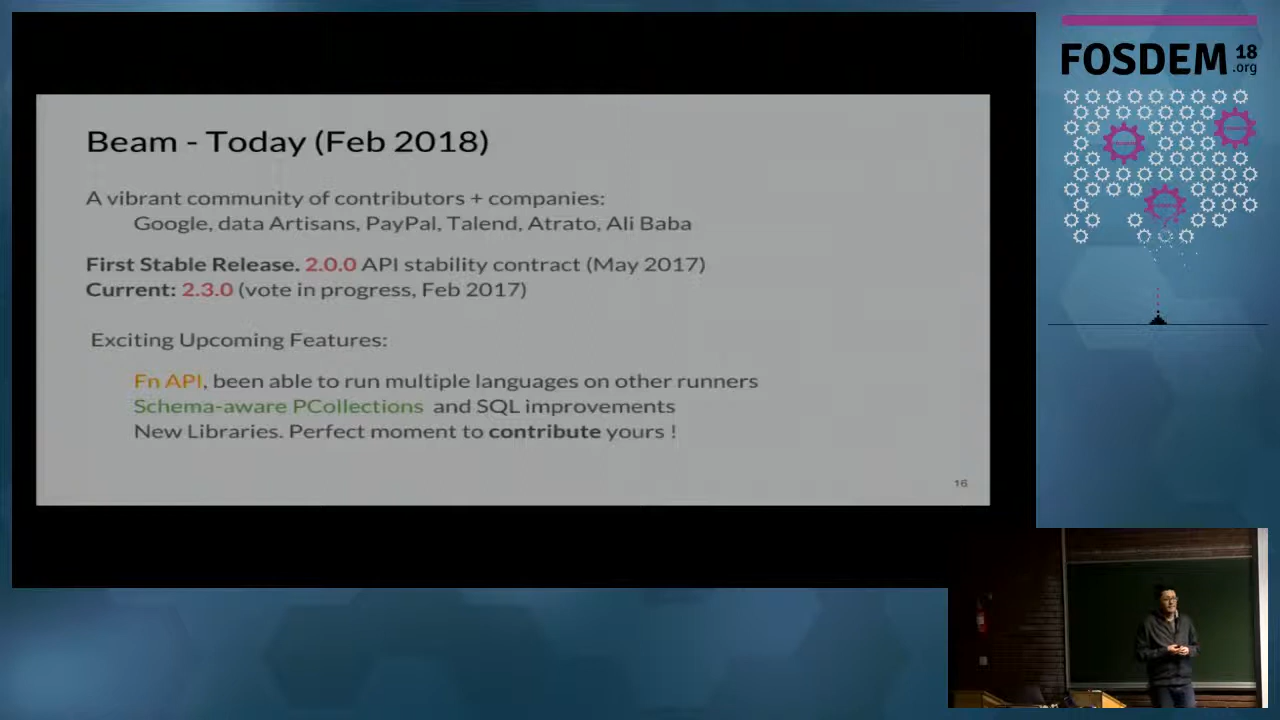 Beam - Today (Feb 2018)
A vibrant community of contributors + companies:
Google, data Artisans, PayPal, Talend, Atrato, Ali Baba
First Stable Release. 2.0.0 API stability contract (May 2017)
Current: 2.3.0 (vote in progress, Feb 2017)
Exciting Upcoming Features:
Fn API, been able to run multiple languages on other runners
Schema-aware PCollections and SQL improvements
New Libraries. Perfect moment to contribute yours !
16
FOSDEM 18
.org